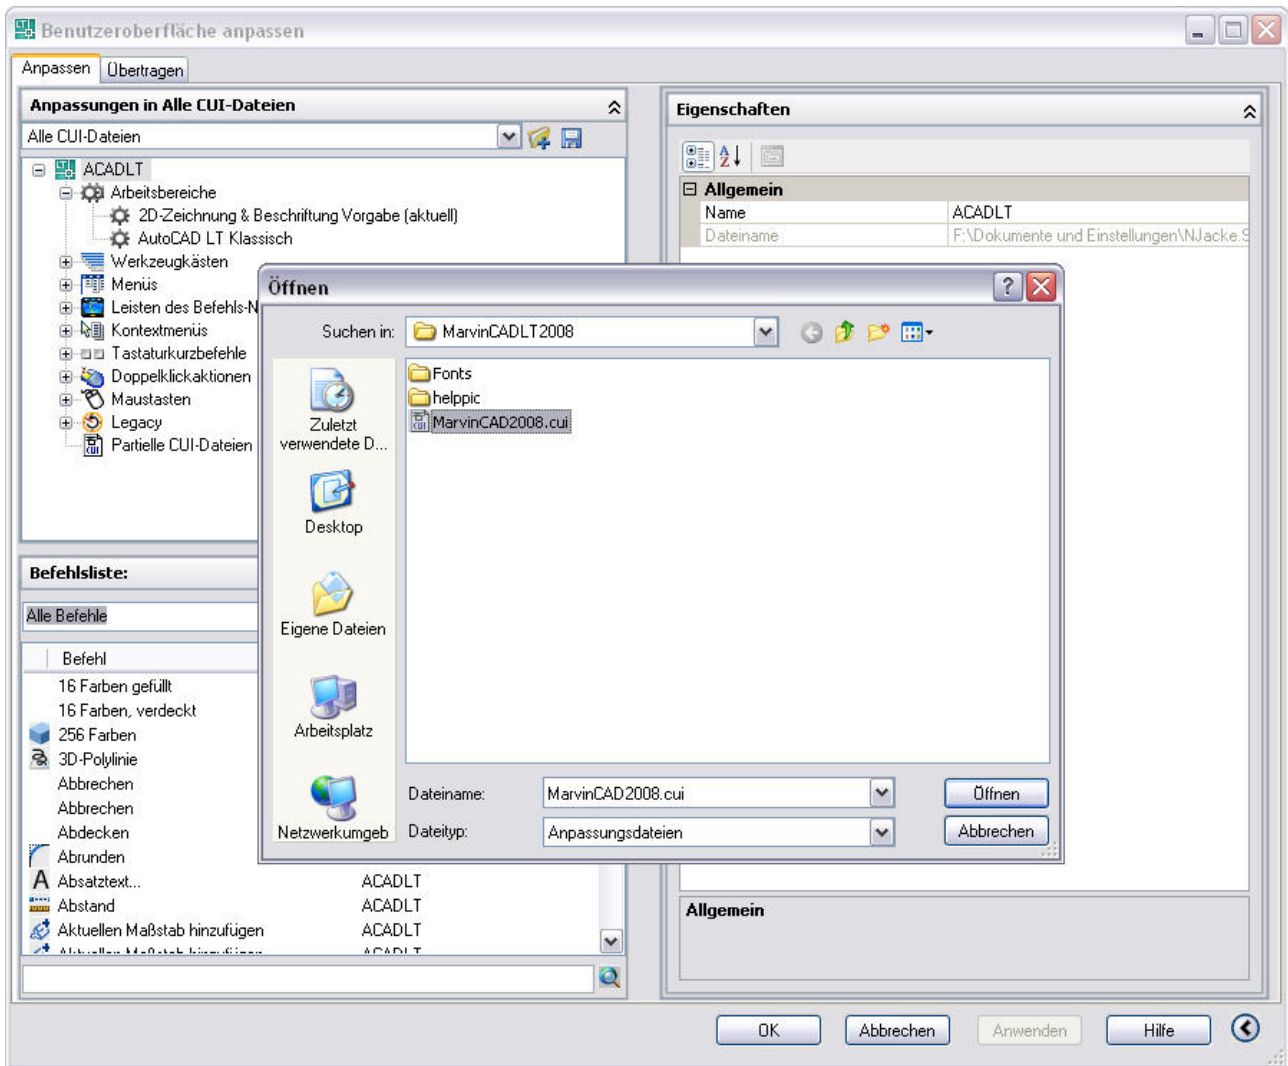 Benutzeroberfläche anpassen
Anpassen Übertragen
Anpassungen in Alle CUI-Dateien
Alle CUI-Dateien
ACADLT
Arbeitsbereiche
2D-Zeichnung & Beschriftung Vorgabe (aktuell)
AutoCAD LT Klassisch
Werkzeugkästen
Menüs
Leisten des Befehls-N
Kontextmenüs
Tastaturkurzbefehle
Doppelklickaktionen
Maustasten
Legacy
Partielle CUI-Dateien
Eigenschaften
Allgemein
Name ACADLT
Dateiname F:\Dokumente und Einstellungen\NJacke.S
Öffnen
Suchen in: MarvinCADLT2008
Zuletzt
verwendete D...
Desktop
Eigene Dateien
Arbeitsplatz
Netzwerkumgeb
Fonts
helppic
MarvinCAD2008.cui
Dateiname: MarvinCAD2008.cui Öffnen
Dateityp: Anpassungsdateien Abbrechen
Befehlsliste:
Alle Befehle
Befehl
16 Farben gefüllt
16 Farben, verdeckt
256 Farben
3D-Polylinie
Abbrechen
Abbrechen
Abdecken
Abrunden
Absatztext... ACADLT
Abstand ACADLT
Aktuellen Maßstab hinzufügen ACADLT
Aktuellen Maßstab hinzufügen ACADLT
Allgemein
OK Abbrechen Anwenden Hilfe